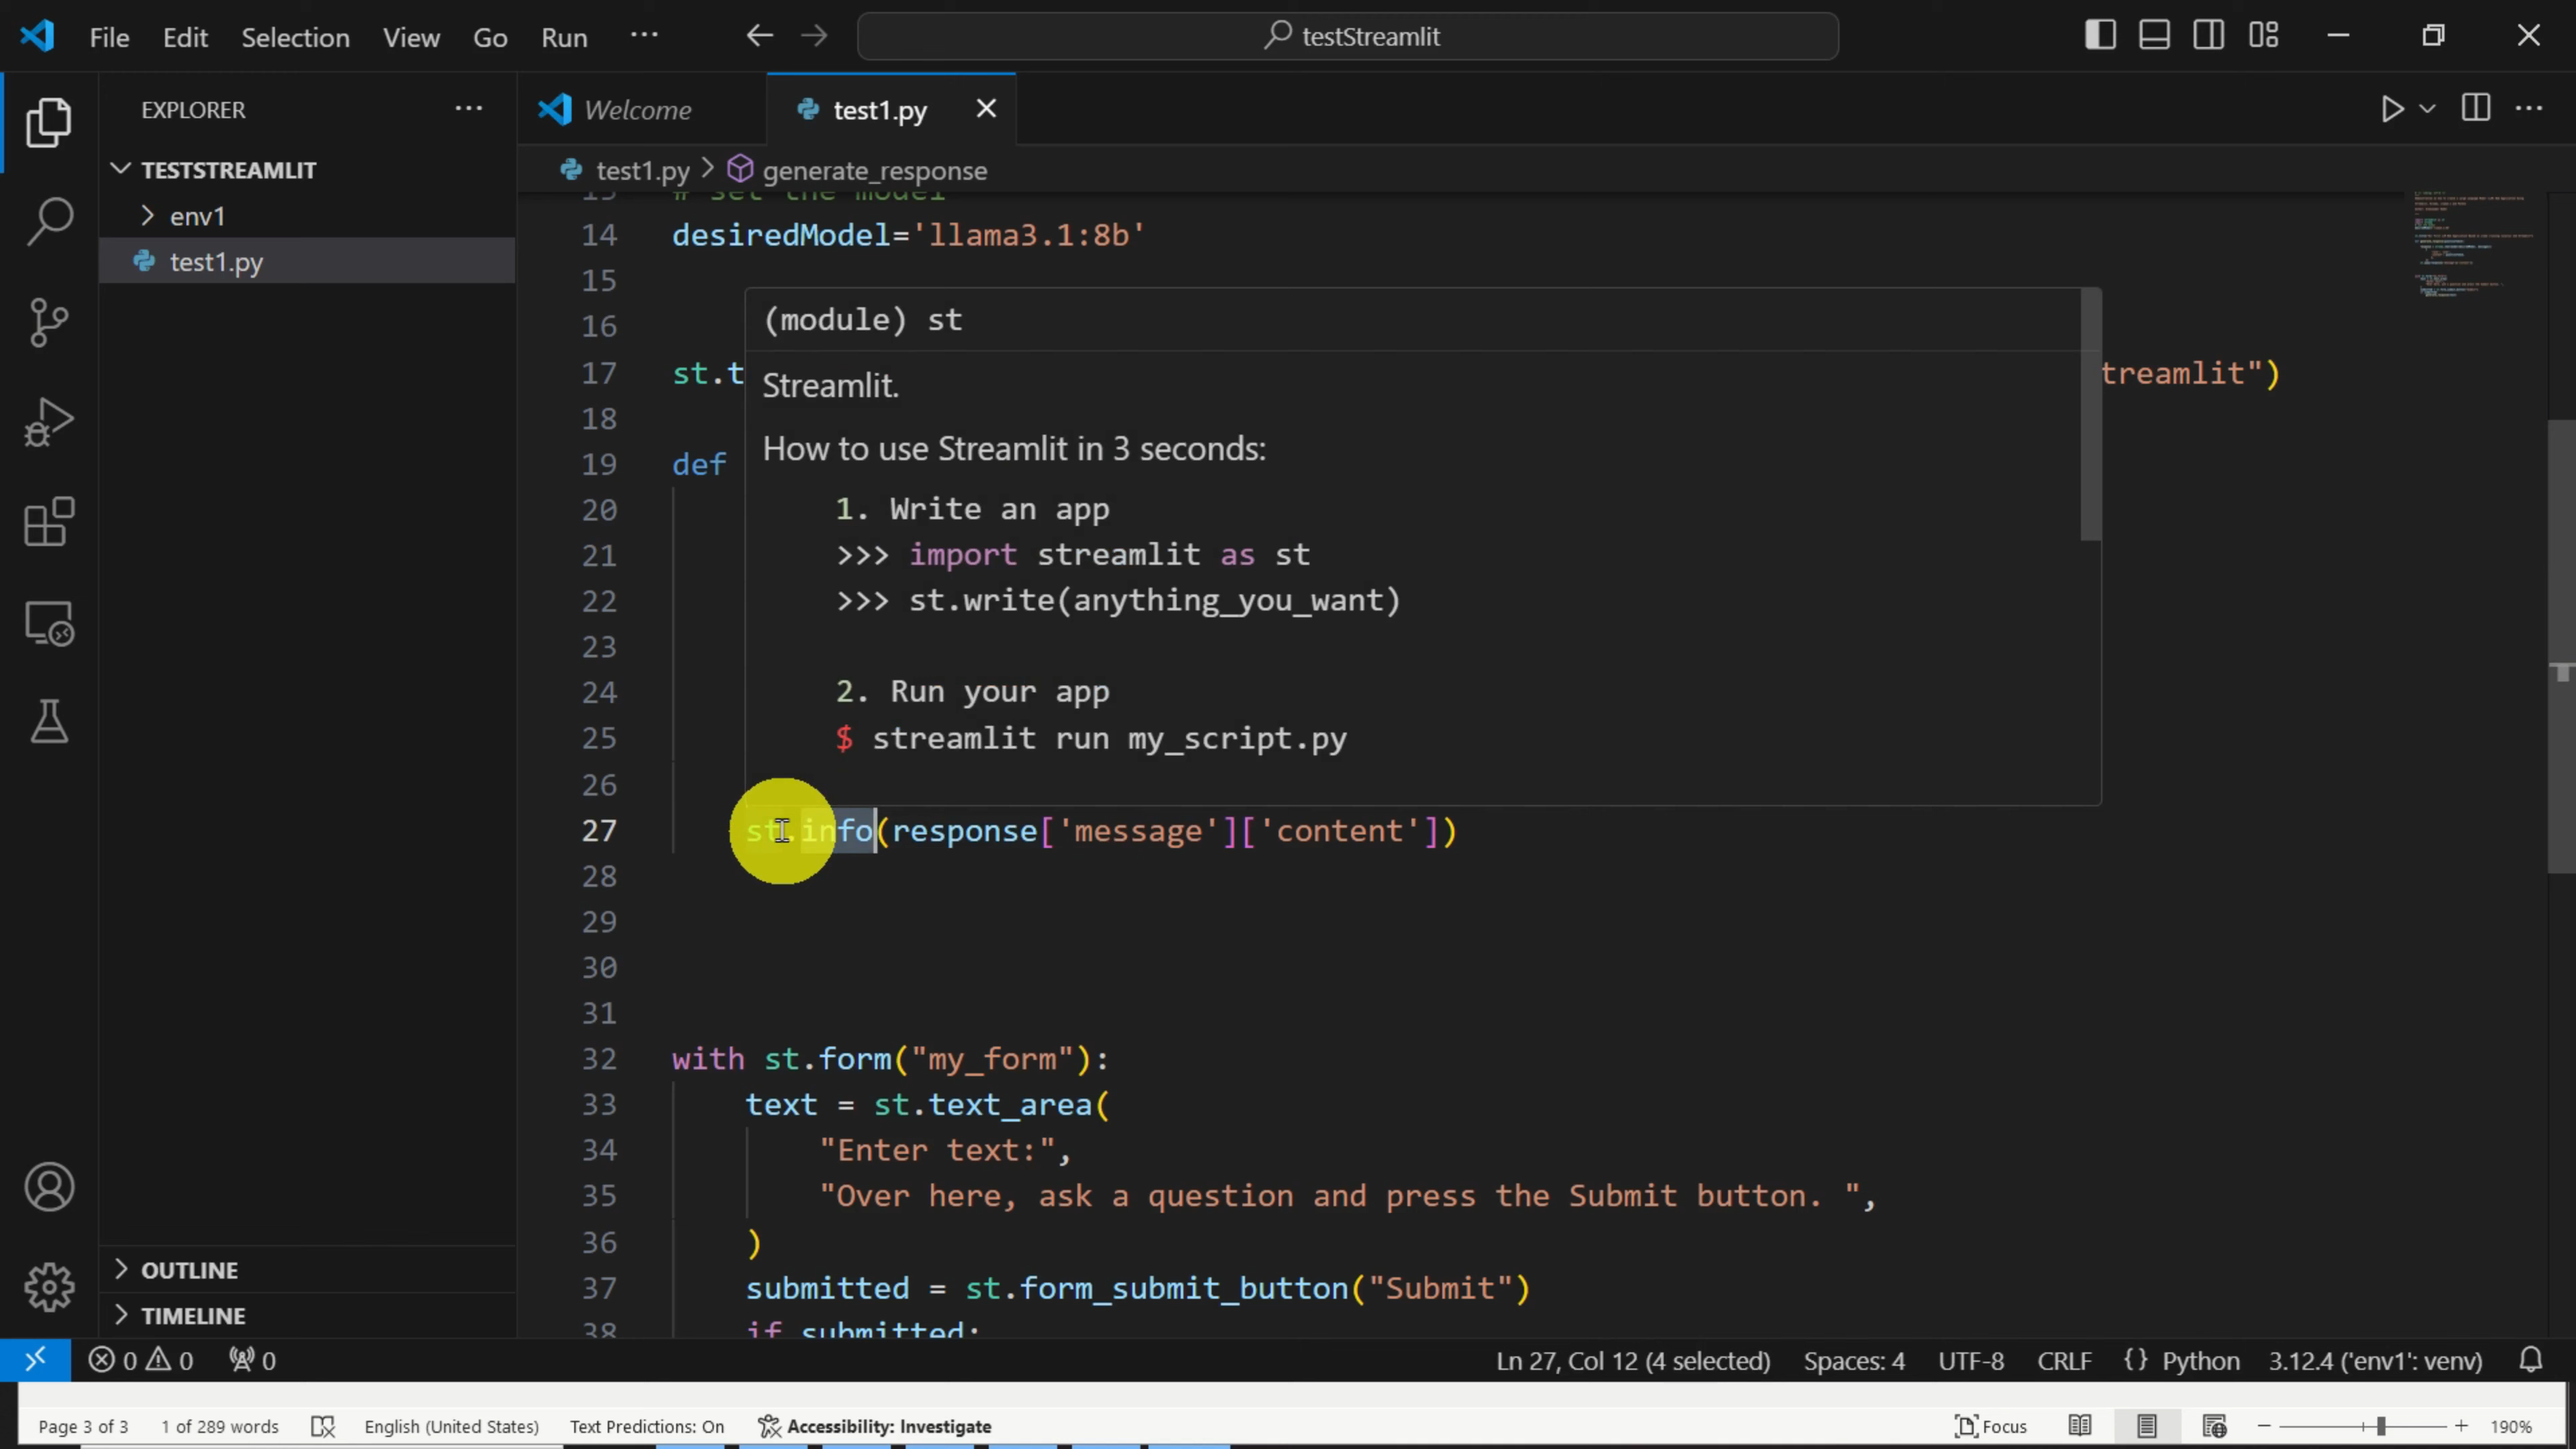 File Edit Selection View Go Run ... testStreamlit
EXPLORER ...
Welcome test1.py
TESTSTREAMLIT
env1
test1.py
test1.py > generate_response
# set the model
14 desiredModel='llama3.1:8b'
15
16
17 st.t treamlit")
18
19 def
20
21
22
23
24
25
26
(module) st
Streamlit.
How to use Streamlit in 3 seconds:
1. Write an app
>>> import streamlit as st
>>> st.write(anything_you_want)
2. Run your app
$ streamlit run my_script.py
27 st.info(response['message']['content'])
28
29
30
31
32 with st.form("my_form"):
33 text = st.text_area(
34 "Enter text:",
35 "Over here, ask a question and press the Submit button. ",
36 )
37 submitted = st.form_submit_button("Submit")
38 if submitted:
OUTLINE
TIMELINE
0 0 0 Ln 27, Col 12 (4 selected) Spaces: 4 UTF-8 CRLF {} Python 3.12.4 ('env1': venv)
Page 3 of 3 1 of 289 words English (United States) Text Predictions: On Accessibility: Investigate Focus 190%